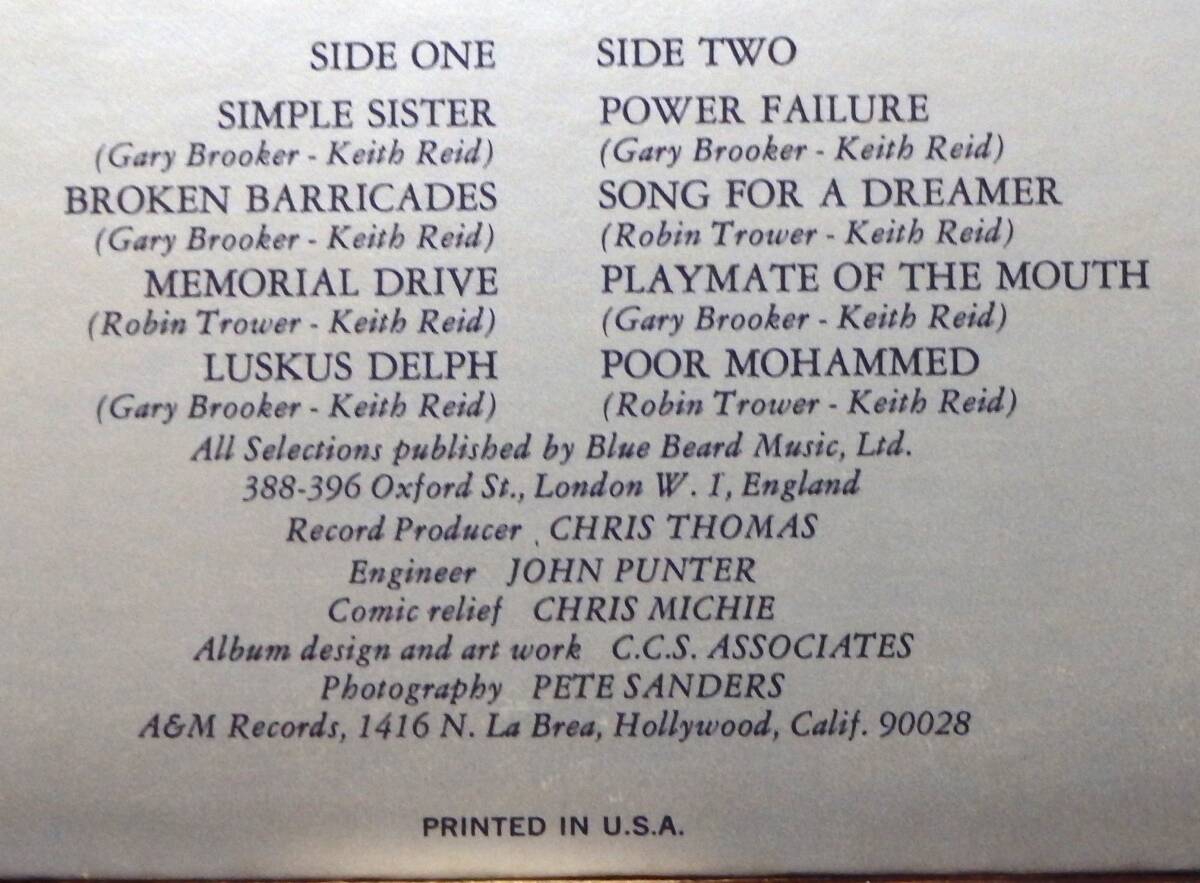 SIDE ONE
SIMPLE SISTER
(Gary Brooker - Keith Reid)
BROKEN BARRICADES
(Gary Brooker - Keith Reid)
MEMORIAL DRIVE
(Robin Trower - Keith Reid)
LUSKUS DELPH
(Gary Brooker - Keith Reid)
SIDE TWO
POWER FAILURE
(Gary Brooker - Keith Reid)
SONG FOR A DREAMER
(Robin Trower - Keith Reid)
PLAYMATE OF THE MOUTH
(Gary Brooker - Keith Reid)
POOR MOHAMMED
(Robin Trower - Keith Reid)
All Selections published by Blue Beard Music, Ltd.
388-396 Oxford St., London W. 1, England
Record Producer CHRIS THOMAS
Engineer JOHN PUNTER
Comic relief CHRIS MICHIE
Album design and art work C.C.S. ASSOCIATES
Photography PETE SANDERS
A&M Records, 1416 N. La Brea, Hollywood, Calif. 90028
PRINTED IN U.S.A.